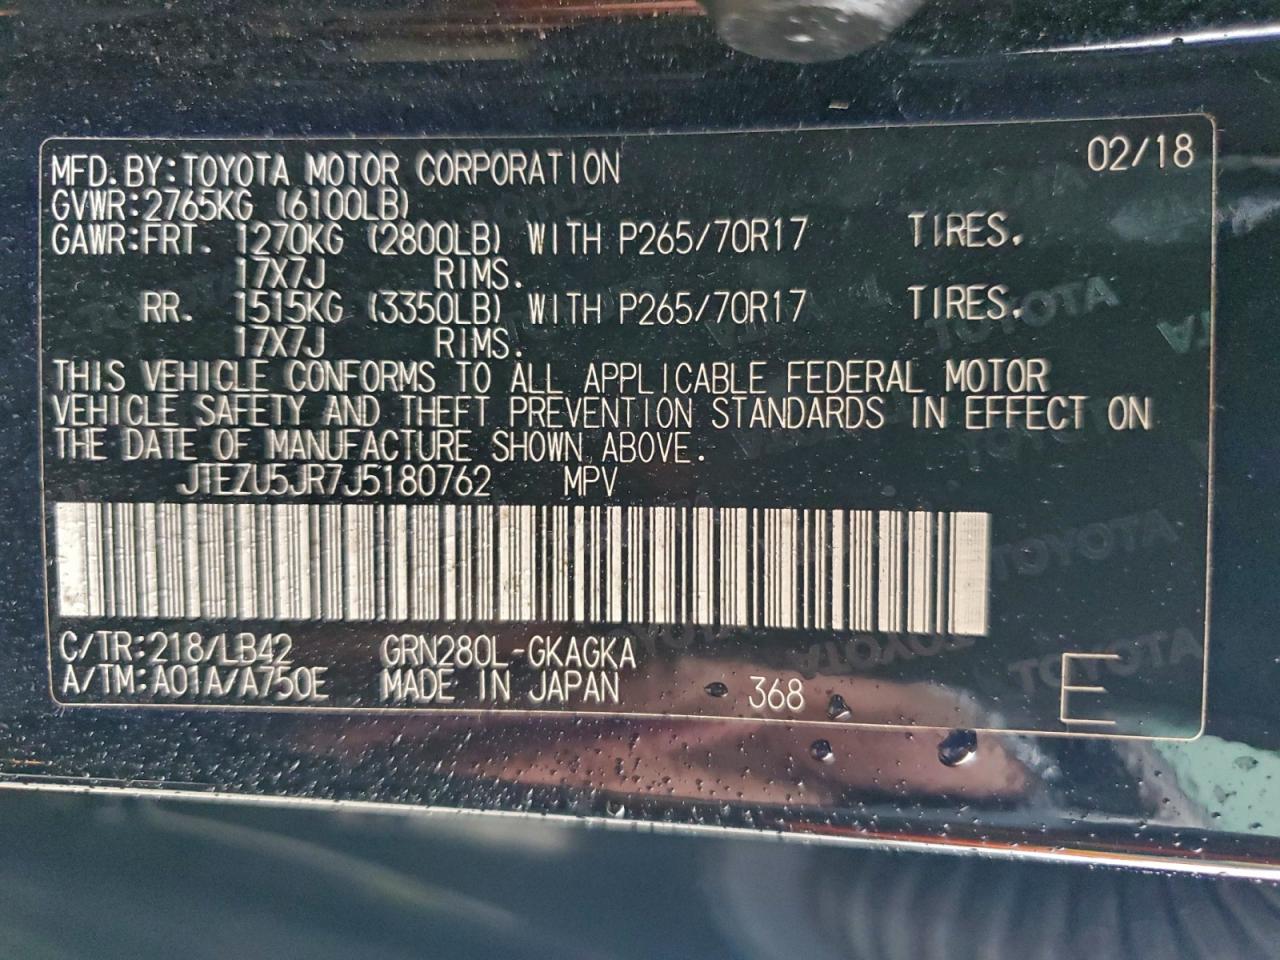 02/18
MFD.BY:TOYOTA MOTOR CORPORATION
GVWR:2765KG (6100LB)
GAWR:FRT. 1270KG (2800LB) WITH P265/70R17 TIRES.
17X7J RIMS.
RR. 1515KG (3350LB) WITH P265/70R17 TIRES.
17X7J RIMS.
THIS VEHICLE CONFORMS TO ALL APPLICABLE FEDERAL MOTOR
VEHICLE SAFETY AND THEFT PREVENTION STANDARDS IN EFFECT ON
THE DATE OF MANUFACTURE SHOWN ABOVE.
JTEZU5JR7J5180762 MPV
C/TR:218/LB42 GRN280L-GKAGKA
A/TM:A01A/A750E MADE IN JAPAN 368 E